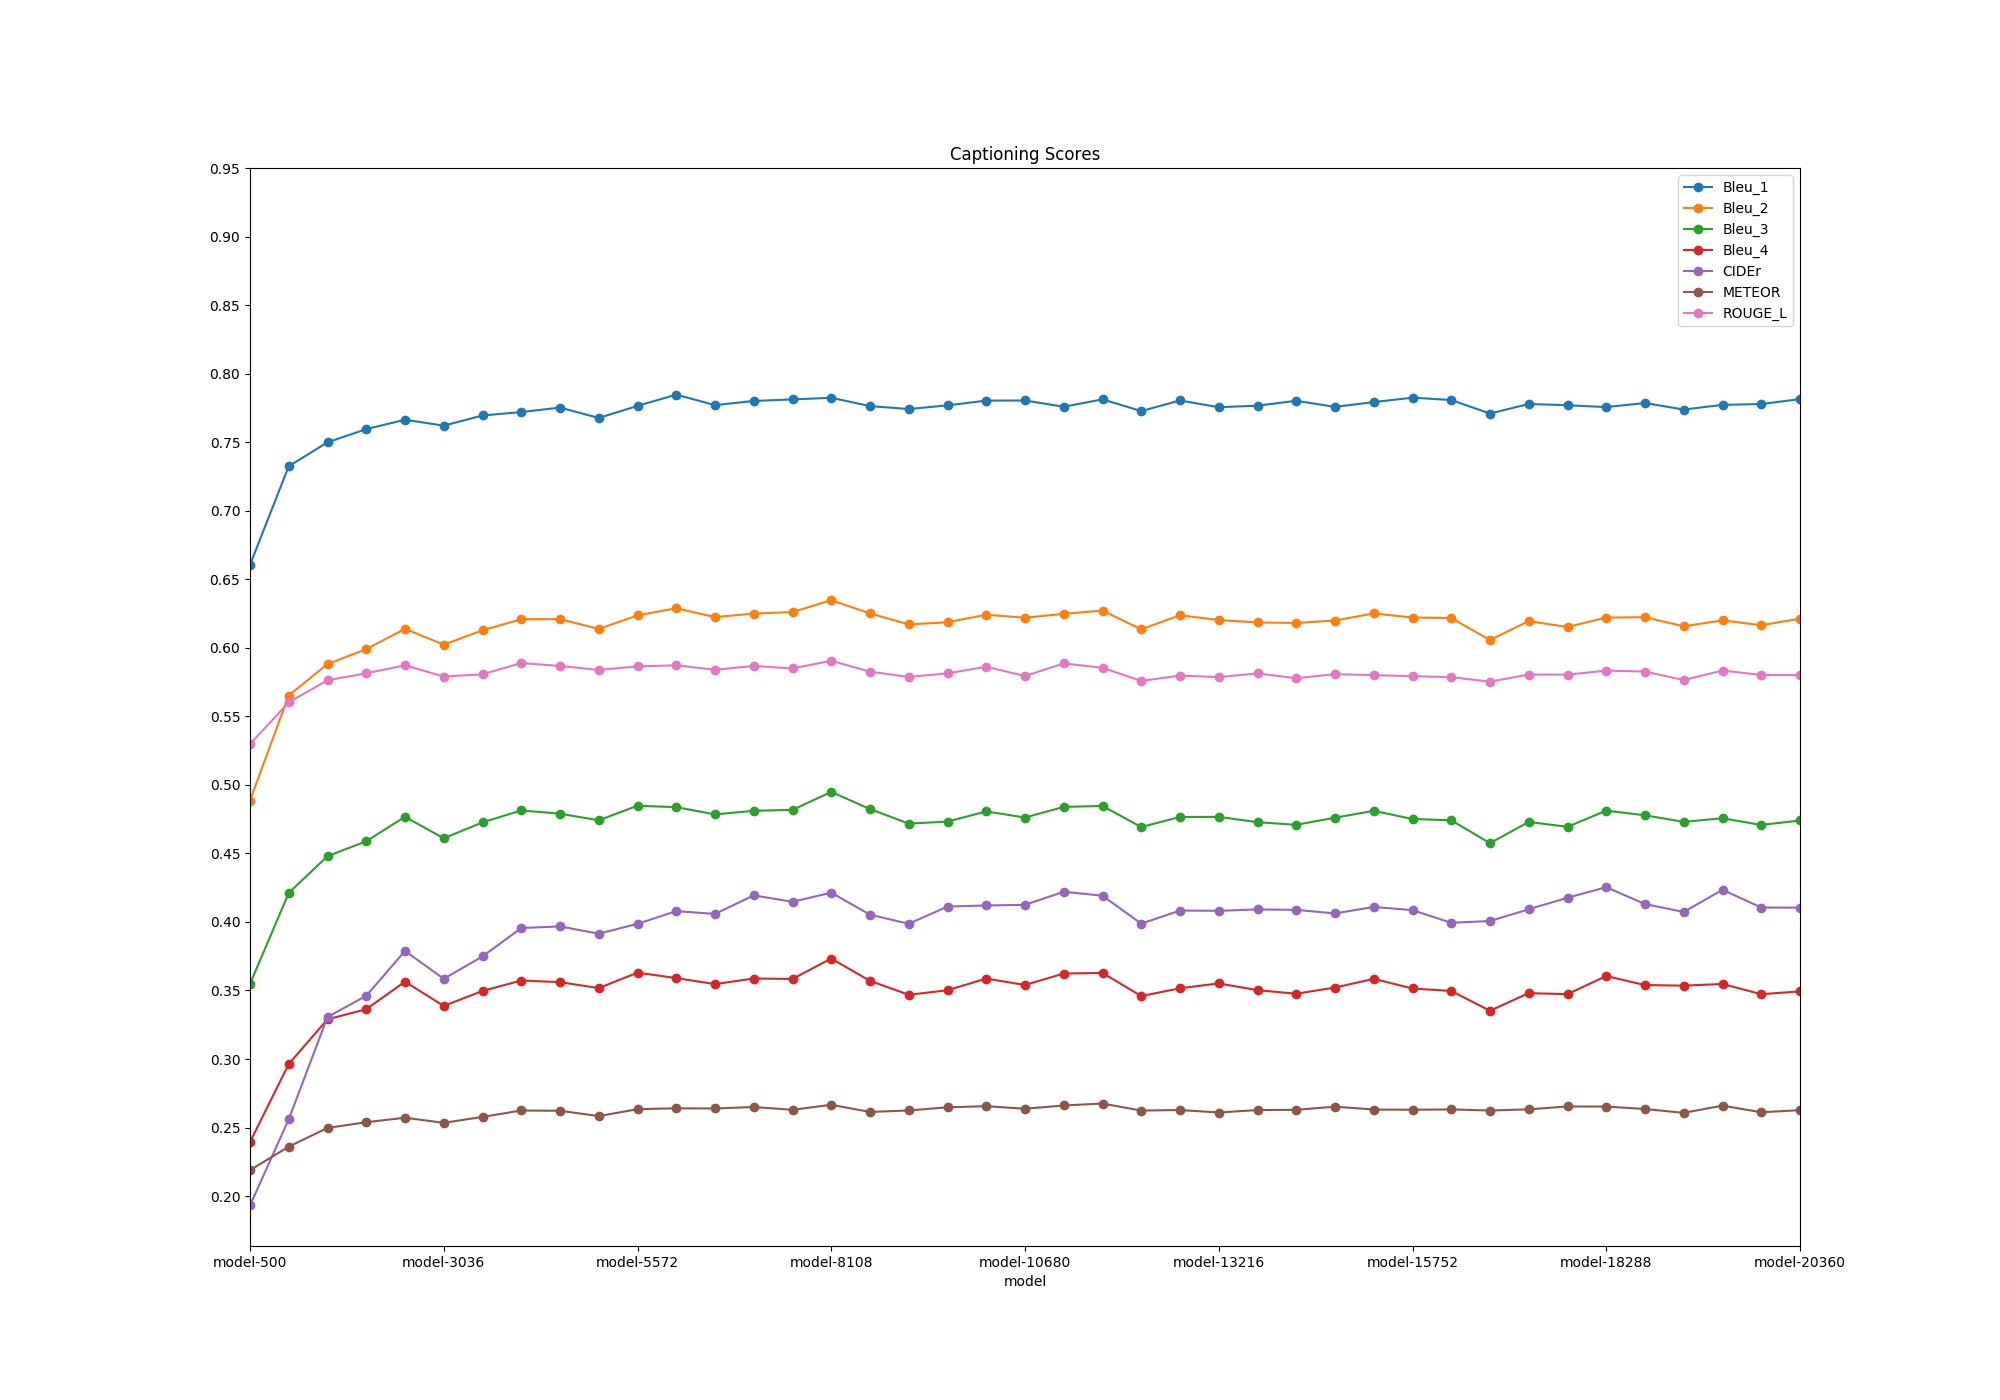 Captioning Scores
0.95
0.90
0.85
0.80
0.75
0.70
0.65
0.60
0.55
0.50
0.45
0.40
0.35
0.30
0.25
0.20
Bleu_1
Bleu_2
Bleu_3
Bleu_4
CIDEr
METEOR
ROUGE_L
model-500 model-3036 model-5572 model-8108 model-10680 model-13216 model-15752 model-18288 model-20360
model